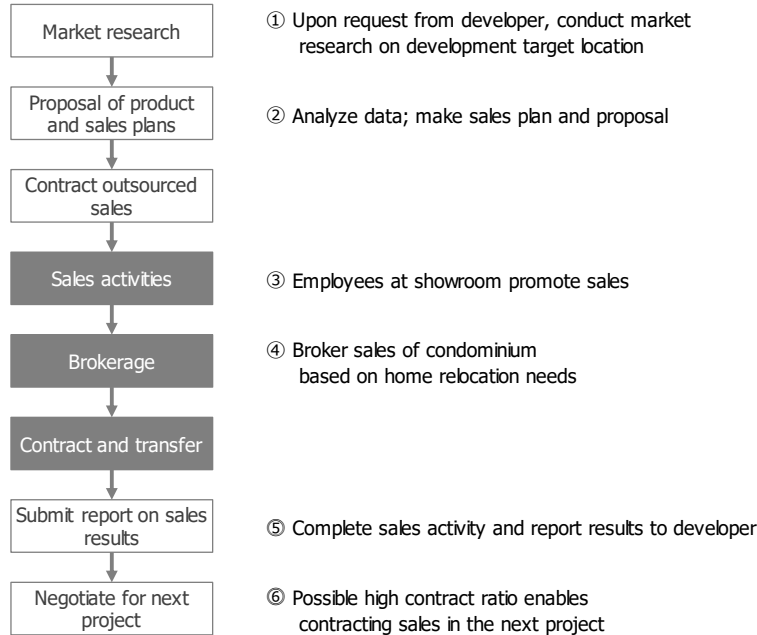 Market research
① Upon request from developer, conduct market
research on development target location
Proposal of product
and sales plans
② Analyze data; make sales plan and proposal
Contract outsourced
sales
Sales activities
③ Employees at showroom promote sales
Brokerage
④ Broker sales of condominium
based on home relocation needs
Contract and transfer
Submit report on sales
results
⑤ Complete sales activity and report results to developer
Negotiate for next
project
⑥ Possible high contract ratio enables
contracting sales in the next project